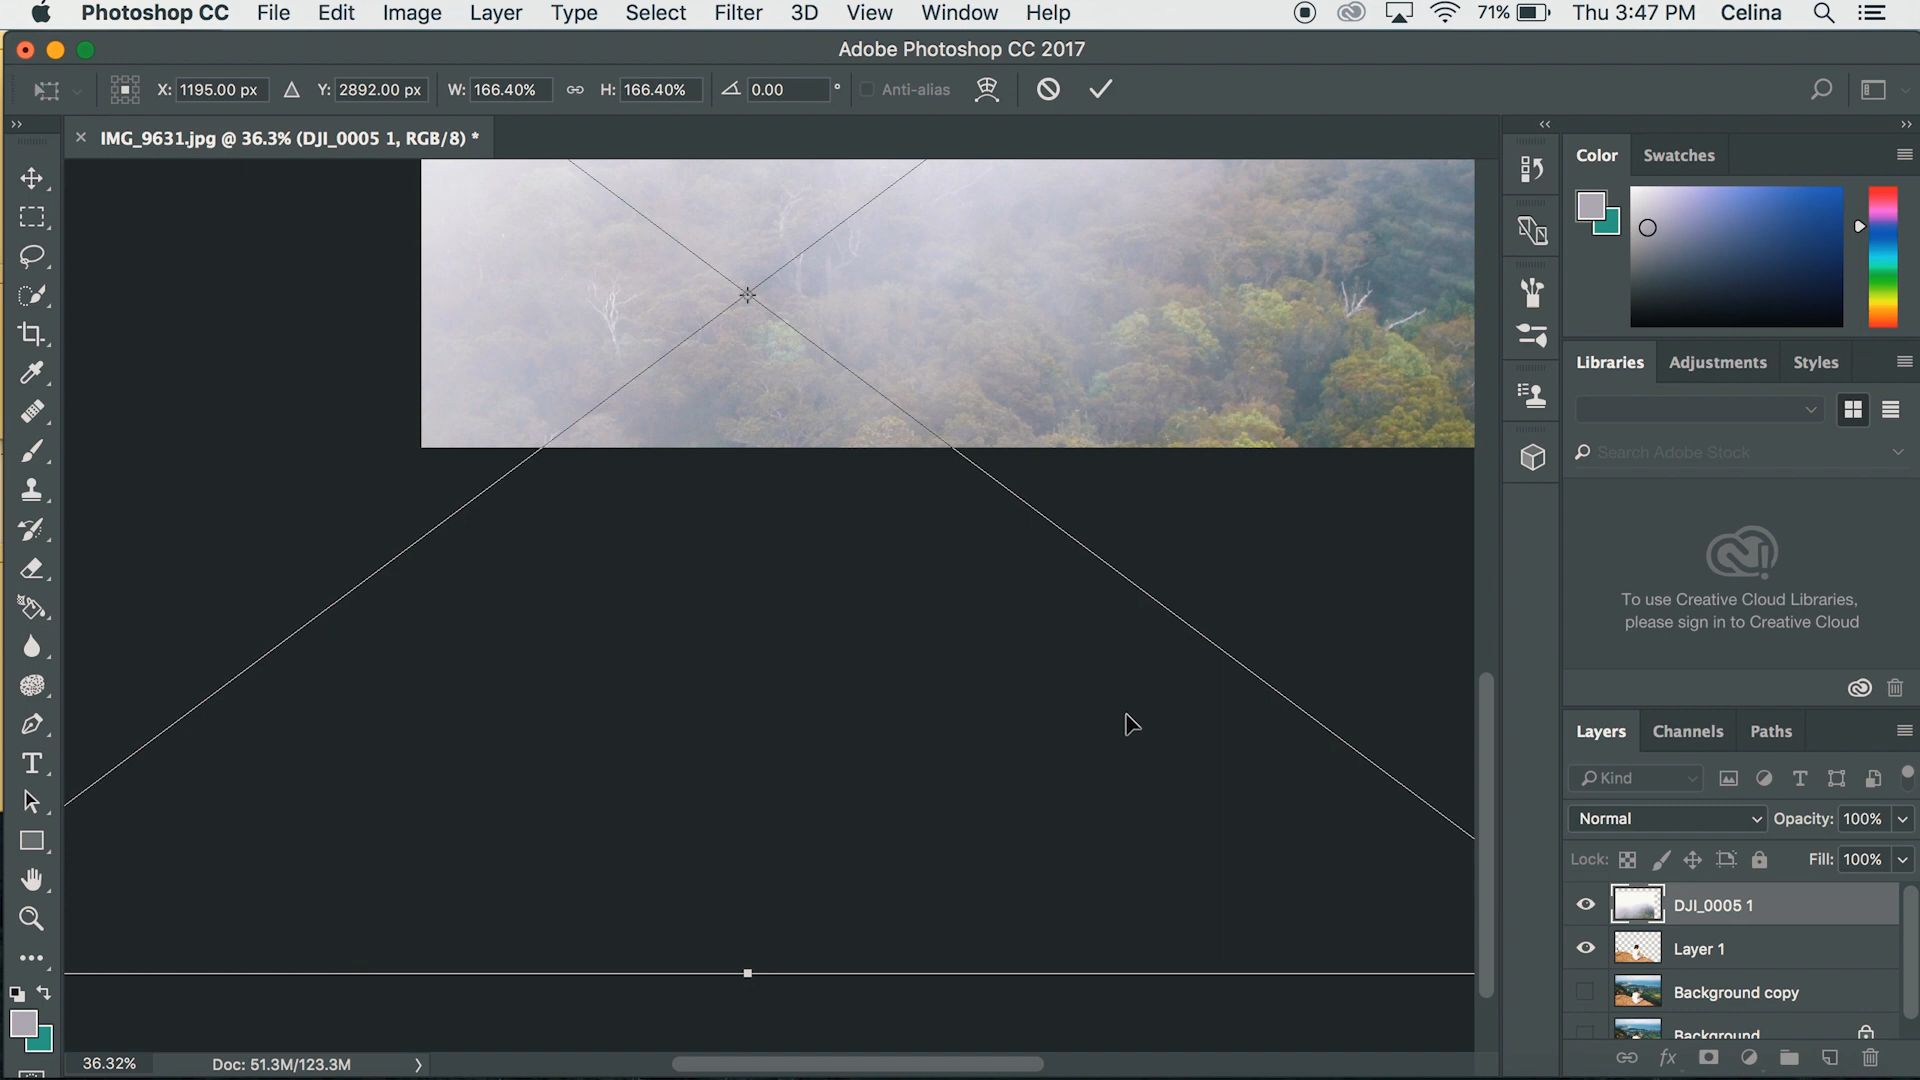 Photoshop CC File Edit Image Layer Type Select Filter 3D View Window Help 71% Thu 3:47 PM Celina
Adobe Photoshop CC 2017
X: 1195.00 px Y: 2892.00 px W: 166.40% H: 166.40% 0.00 ° Anti-alias
IMG_9631.jpg @ 36.3% (DJI_0005 1, RGB/8) *
Color Swatches
Libraries Adjustments Styles
Search Adobe Stock
To use Creative Cloud Libraries,
please sign in to Creative Cloud
Layers Channels Paths
Kind
Normal Opacity: 100%
Lock: Fill: 100%
DJI_0005 1
Layer 1
Background copy
Background
36.32% Doc: 51.3M/123.3M